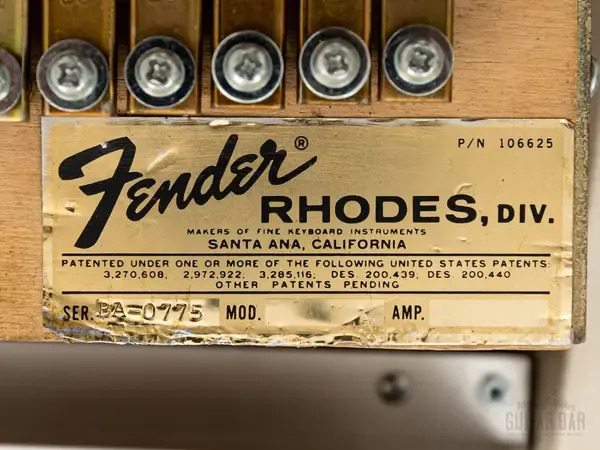 Fender®
P/N 106625
RHODES, DIV.
MAKERS OF FINE KEYBOARD INSTRUMENTS
SANTA ANA, CALIFORNIA
PATENTED UNDER ONE OR MORE OF THE FOLLOWING UNITED STATES PATENTS:
3,270,608, 2,972,922, 3,285,116; DES. 200,439; DES. 200,440
OTHER PATENTS PENDING
SER. BA-0775 MOD. AMP.
GUITAR BAR